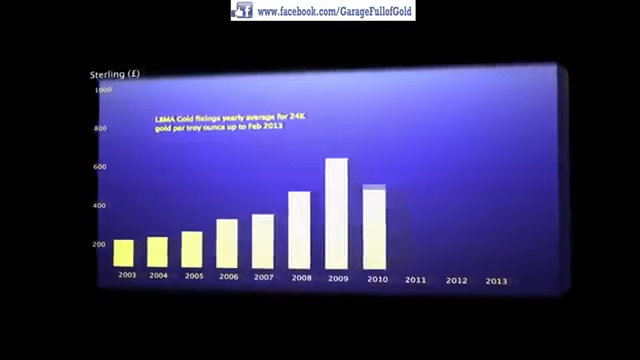 www.facebook.com/GarageFullofGold
Sterling (£)
1000
LBMA Gold fixings yearly average for 24K
gold per troy ounce up to Feb 2013
800
600
400
200
2003 2004 2005 2006 2007 2008 2009 2010 2011 2012 2013